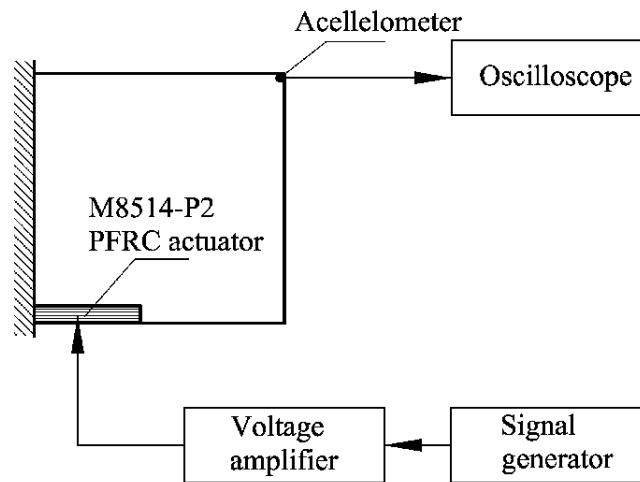 Acellelometer
Oscilloscope
M8514-P2
PFRC actuator
Voltage
amplifier
Signal
generator